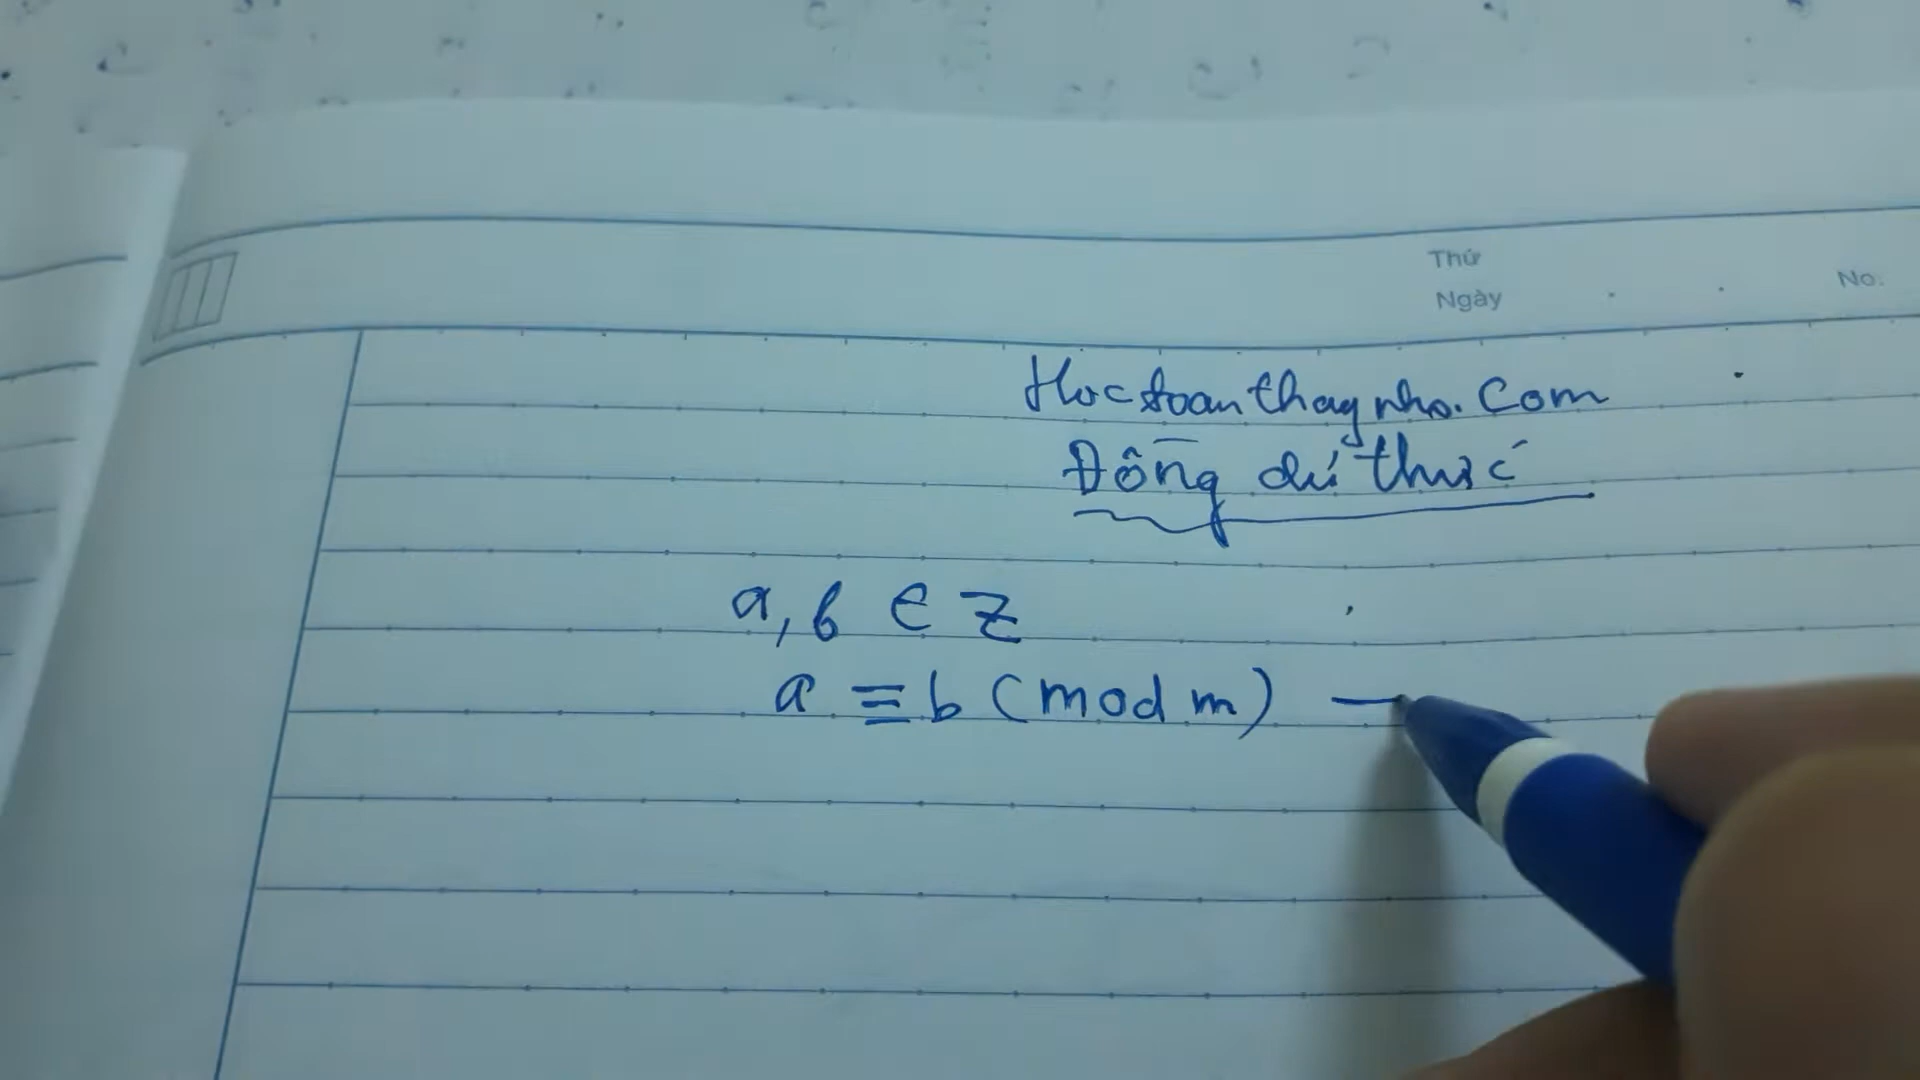 Thứ
Ngày
No:
Hoctoanthaynho.Com
Đồng dư thức
a, b ∈ Z
a ≡ b (mod m) —